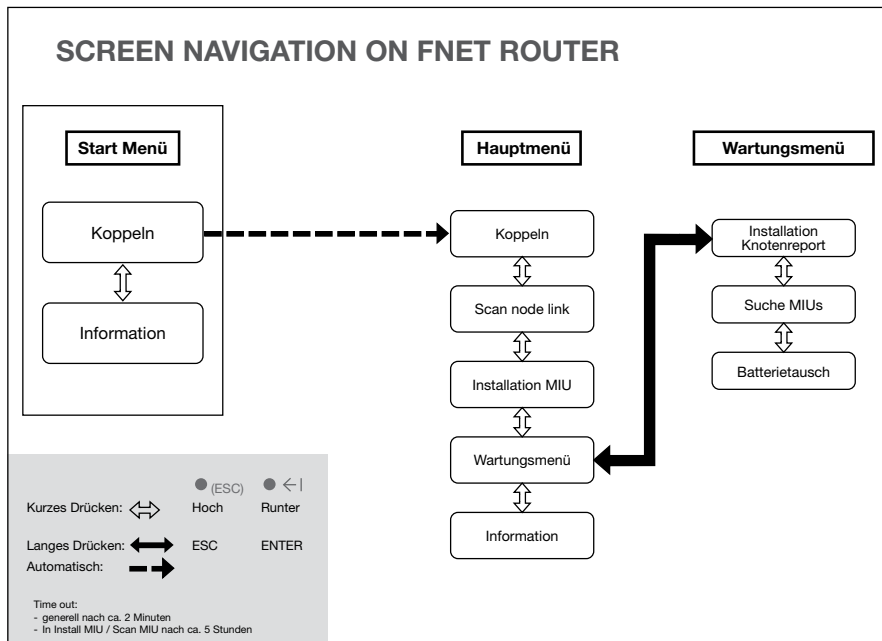 SCREEN NAVIGATION ON FNET ROUTER
Start Menü
Koppeln
Information
Hauptmenü
Koppeln
Scan node link
Installation MIU
Wartungsmenü
Information
Wartungsmenü
Installation
Knotenreport
Suche MIUs
Batterietausch
(ESC)
Kurzes Drücken: Hoch Runter
Langes Drücken: ESC ENTER
Automatisch:
Time out:
- generell nach ca. 2 Minuten
- In Install MIU / Scan MIU nach ca. 5 Stunden